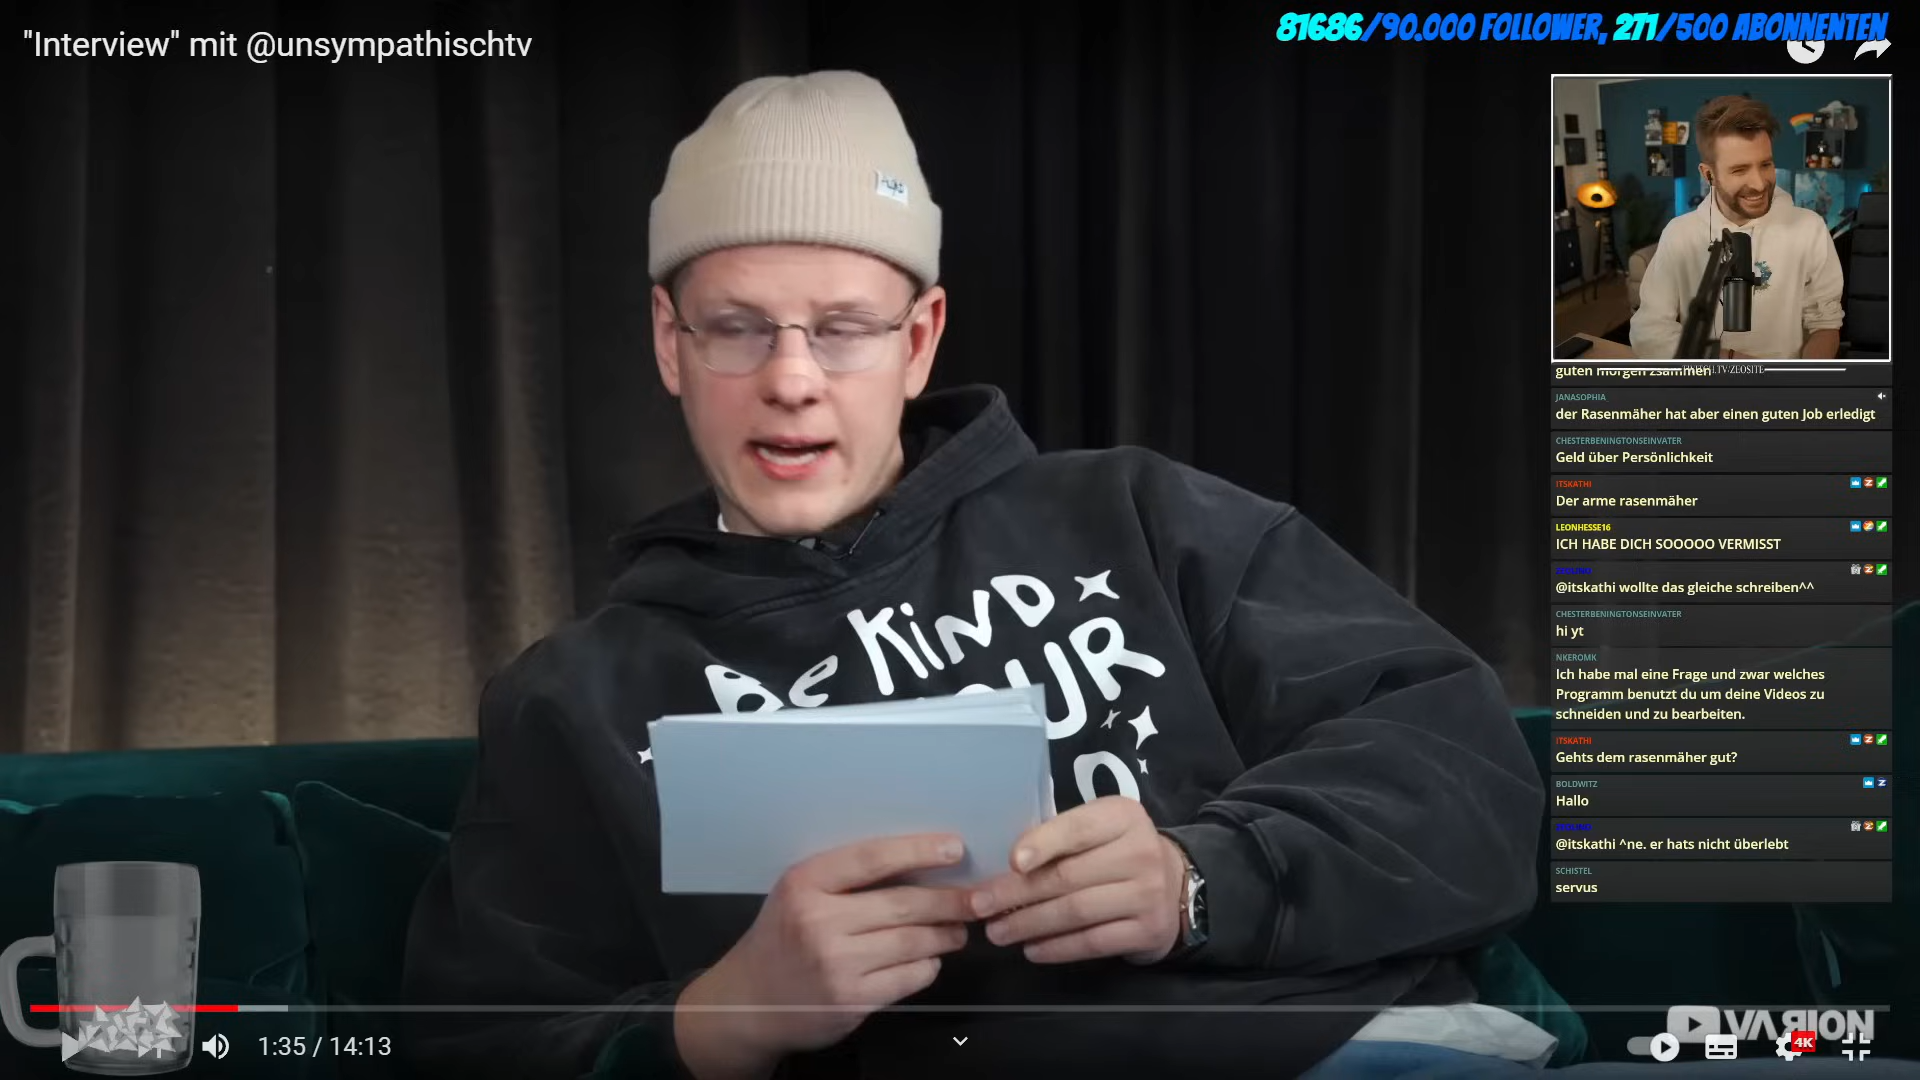 "Interview" mit @unsympathischtv
81686/90.000 FOLLOWER, 271/500 ABONNENTEN
TWITCH.TV/ZEOSITE
guten morgen zsammen
JANASOPHIA
der Rasenmäher hat aber einen guten Job erledigt
CHESTERBENINGTONSEINVATER
Geld über Persönlichkeit
ITSKATHI
Der arme rasenmäher
LEONHESSE16
ICH HABE DICH SOOOOO VERMISST
@itskathi wollte das gleiche schreiben^^
CHESTERBENINGTONSEINVATER
hi yt
NKEROMK
Ich habe mal eine Frage und zwar welches
Programm benutzt du um deine Videos zu
schneiden und zu bearbeiten.
ITSKATHI
Gehts dem rasenmäher gut?
BOLDWITZ
Hallo
@itskathi ^ne. er hats nicht überlebt
SCHISTEL
servus
Be KiND
OUR
1:35 / 14:13
VARION
4K